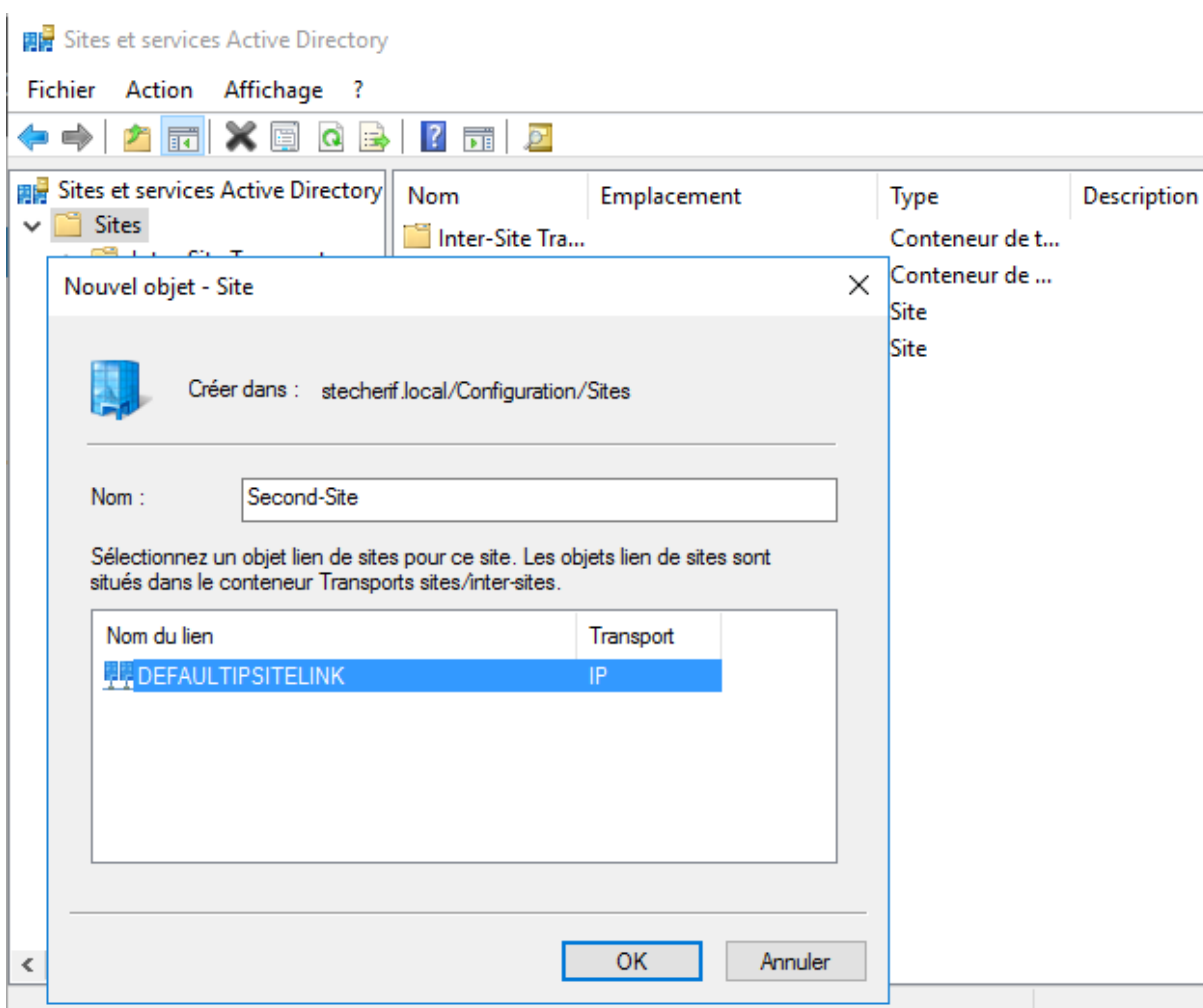 Sites et services Active Directory
Fichier Action Affichage ?
Sites et services Active Directory
Nom Emplacement Type Description
Sites
Inter-Site Tra... Conteneur de t...
Conteneur de ...
Site
Site
Nouvel objet - Site
Créer dans : stecherif.local/Configuration/Sites
Nom : Second-Site
Sélectionnez un objet lien de sites pour ce site. Les objets lien de sites sont
situés dans le conteneur Transports sites/inter-sites.
Nom du lien Transport
DEFAULTIPSITELINK IP
OK Annuler